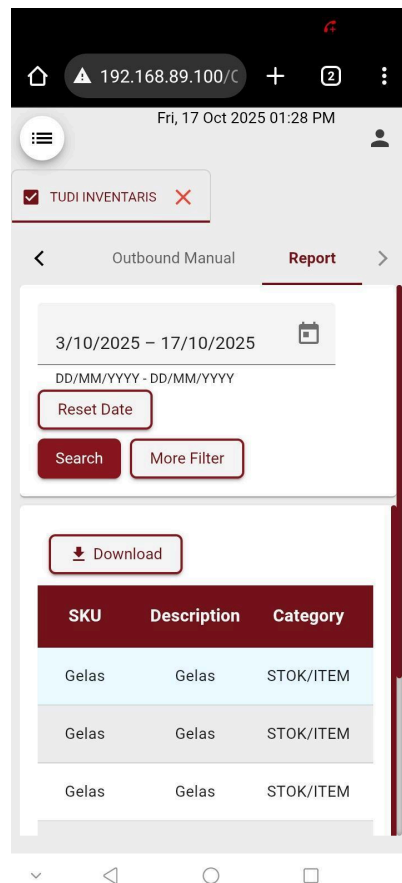 192.168.89.100/C
2
Fri, 17 Oct 2025 01:28 PM
TUDI INVENTARIS
Outbound Manual Report
3/10/2025 – 17/10/2025
DD/MM/YYYY - DD/MM/YYYY
Reset Date
Search More Filter
Download
SKU Description Category
Gelas Gelas STOK/ITEM
Gelas Gelas STOK/ITEM
Gelas Gelas STOK/ITEM